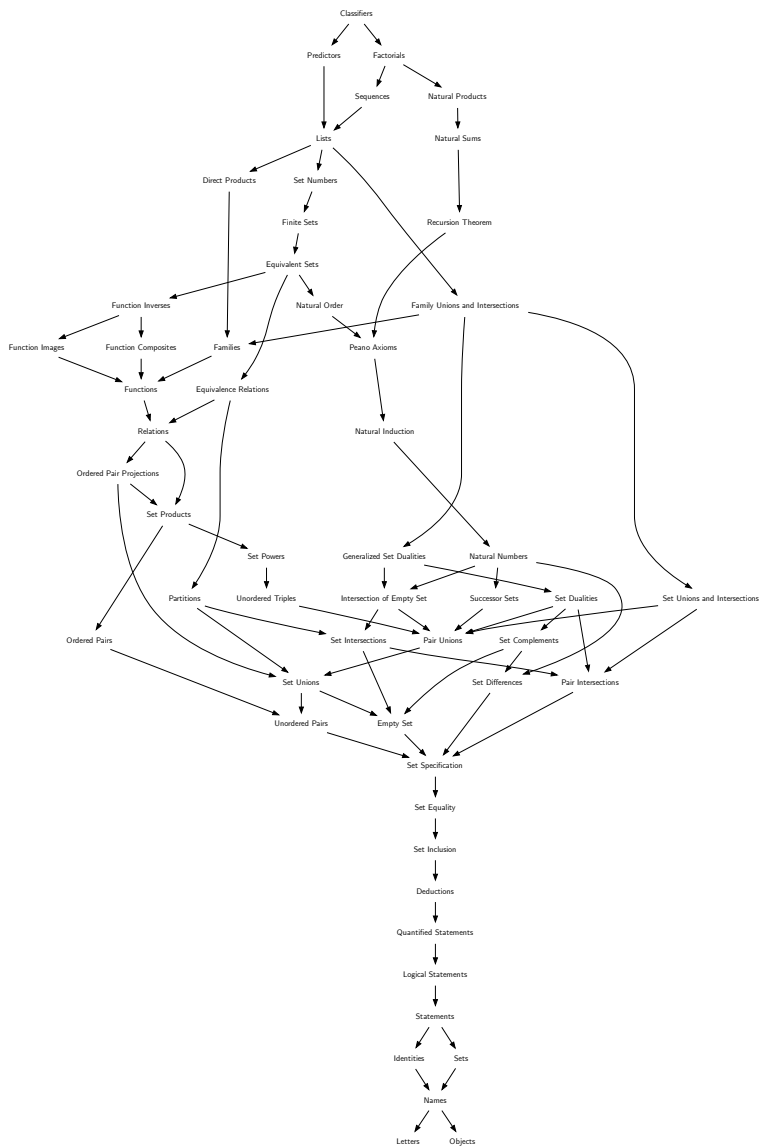 Classifiers
Predictors
Factorials
Sequences
Natural Products
Lists
Natural Sums
Direct Products
Set Numbers
Finite Sets
Recursion Theorem
Equivalent Sets
Function Inverses
Natural Order
Family Unions and Intersections
Function Images
Function Composites
Families
Peano Axioms
Functions
Equivalence Relations
Relations
Natural Induction
Ordered Pair Projections
Set Products
Set Powers
Generalized Set Dualities
Natural Numbers
Partitions
Unordered Triples
Intersection of Empty Set
Successor Sets
Set Dualities
Set Unions and Intersections
Ordered Pairs
Set Intersections
Pair Unions
Set Complements
Set Unions
Set Differences
Pair Intersections
Unordered Pairs
Empty Set
Set Specification
Set Equality
Set Inclusion
Deductions
Quantified Statements
Logical Statements
Statements
Identities
Sets
Names
Letters
Objects